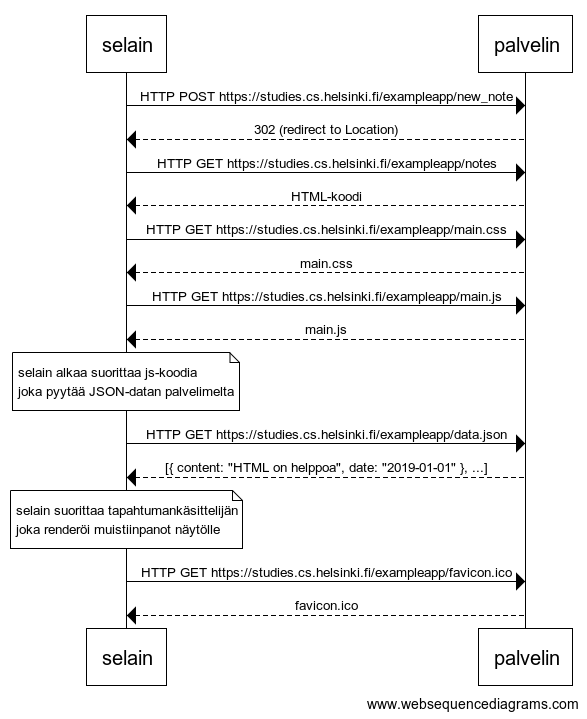 selain palvelin
HTTP POST https://studies.cs.helsinki.fi/exampleapp/new_note
302 (redirect to Location)
HTTP GET https://studies.cs.helsinki.fi/exampleapp/notes
HTML-koodi
HTTP GET https://studies.cs.helsinki.fi/exampleapp/main.css
main.css
HTTP GET https://studies.cs.helsinki.fi/exampleapp/main.js
main.js
selain alkaa suorittaa js-koodia
joka pyytää JSON-datan palvelimelta
HTTP GET https://studies.cs.helsinki.fi/exampleapp/data.json
[{ content: "HTML on helppoa", date: "2019-01-01" }, ...]
selain suorittaa tapahtumankäsittelijän
joka renderöi muistiinpanot näytölle
HTTP GET https://studies.cs.helsinki.fi/exampleapp/favicon.ico
favicon.ico
selain palvelin
www.websequencediagrams.com